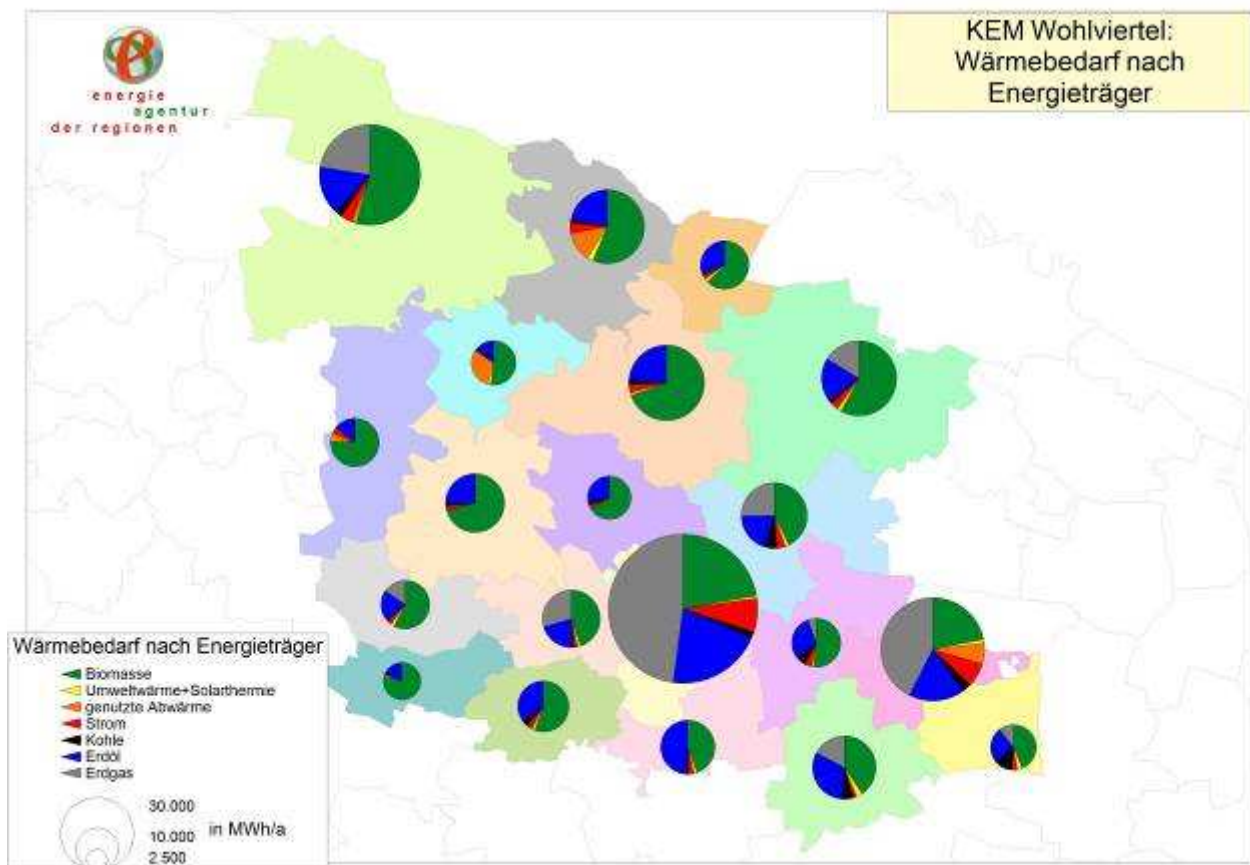 energie
agentur
der regionen
KEM Wohlviertel:
Wärmebedarf nach
Energieträger
Wärmebedarf nach Energieträger
Biomasse
Umweltwärme+Solarthermie
genutzte Abwärme
Strom
Kohle
Erdöl
Erdgas
30.000
10.000 in MWh/a
2.500